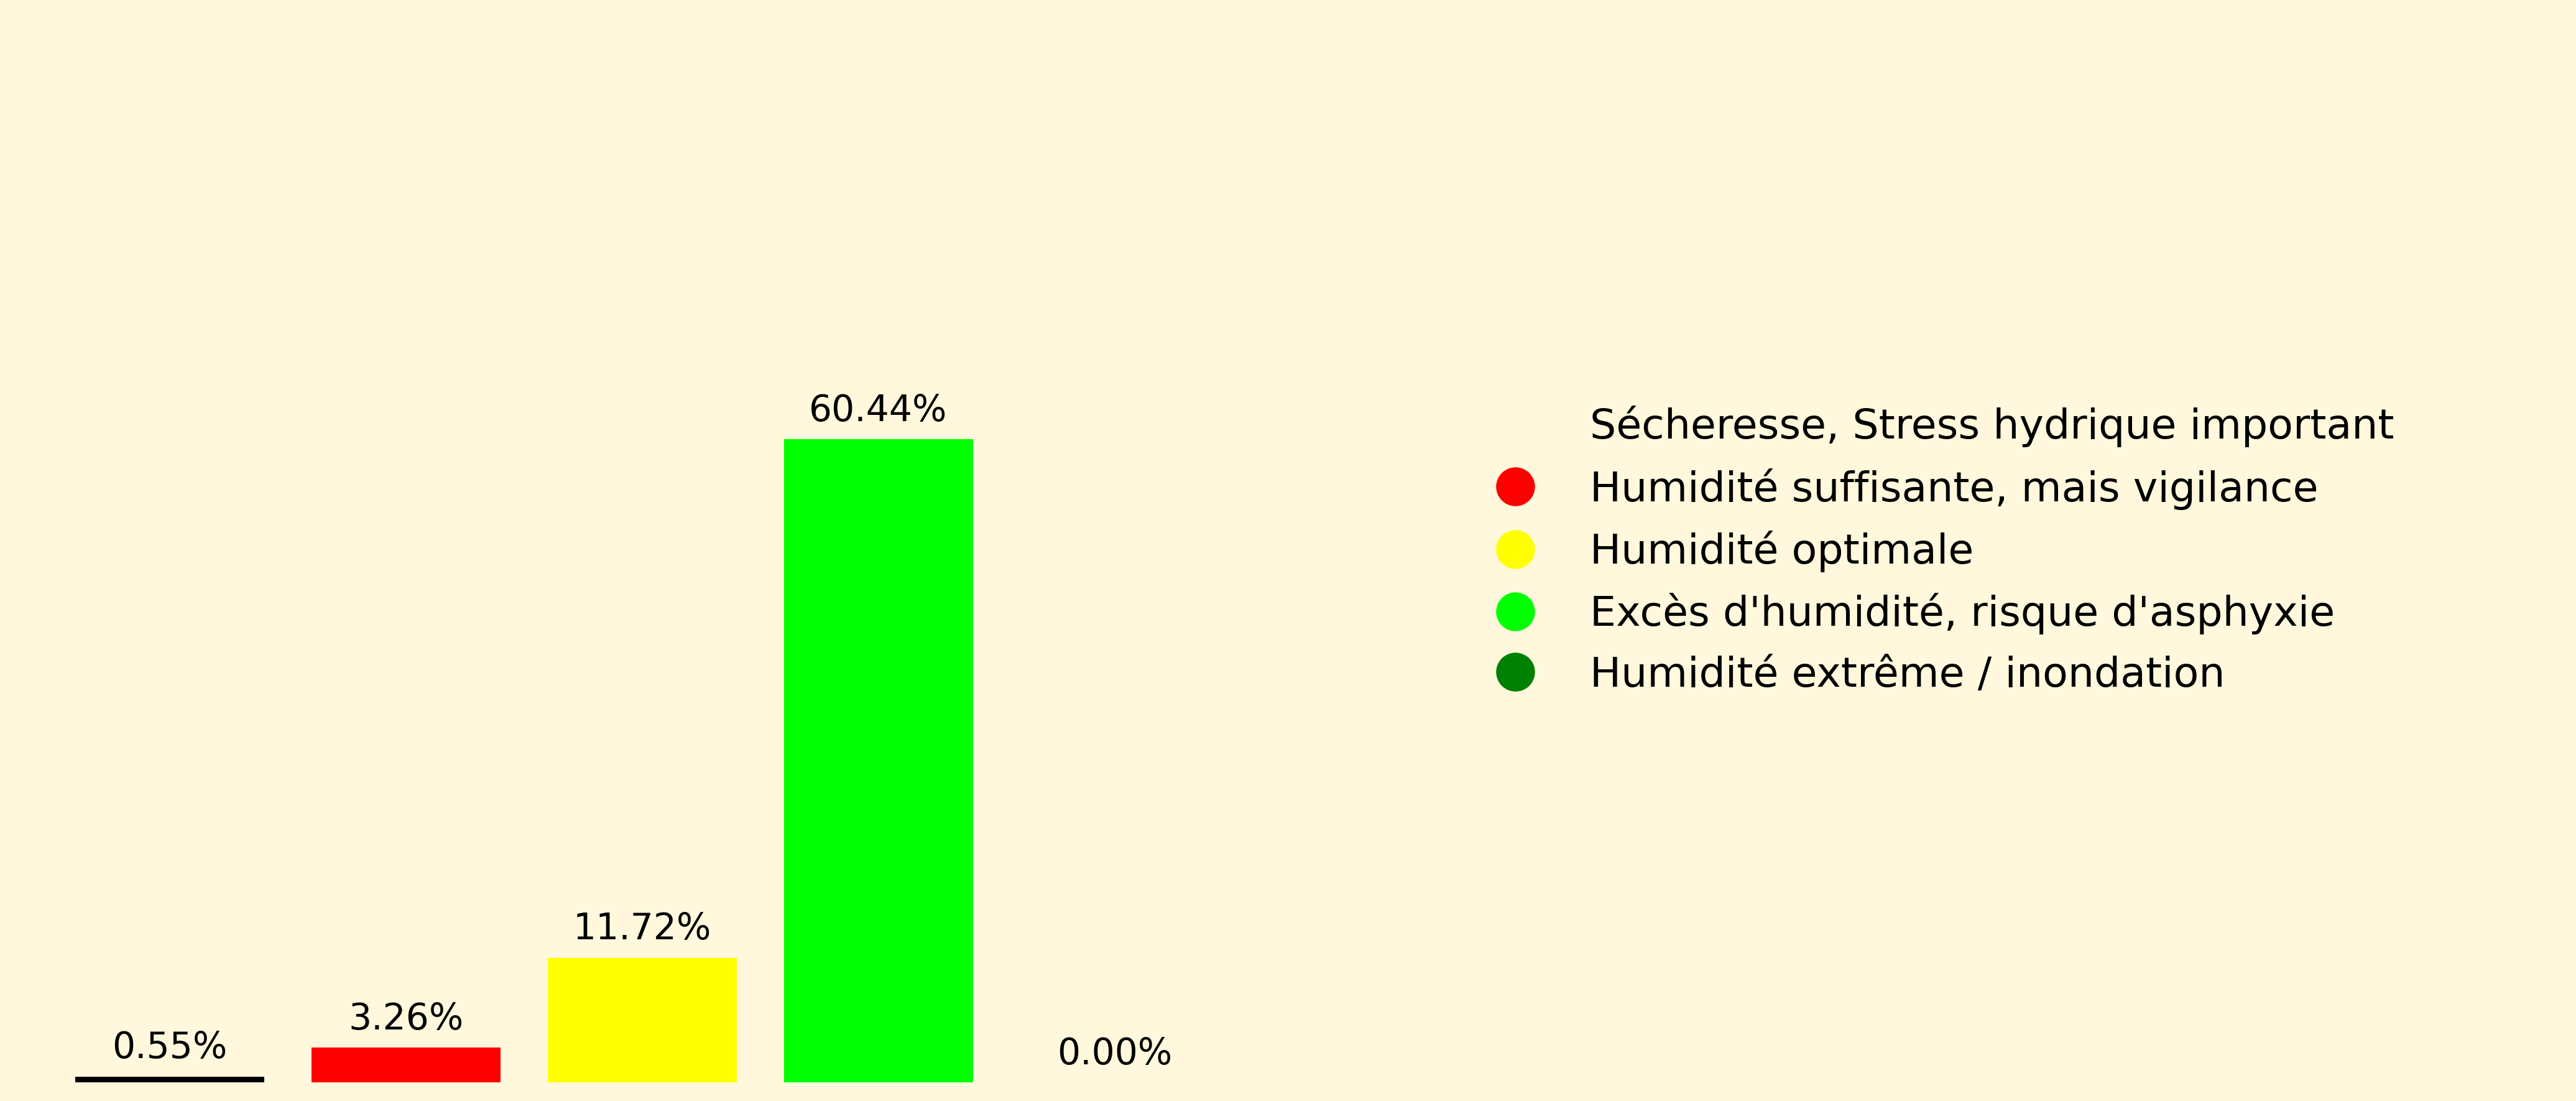 60.44%
11.72%
3.26%
0.55%
0.00%
Sécheresse, Stress hydrique important
Humidité suffisante, mais vigilance
Humidité optimale
Excès d'humidité, risque d'asphyxie
Humidité extrême / inondation